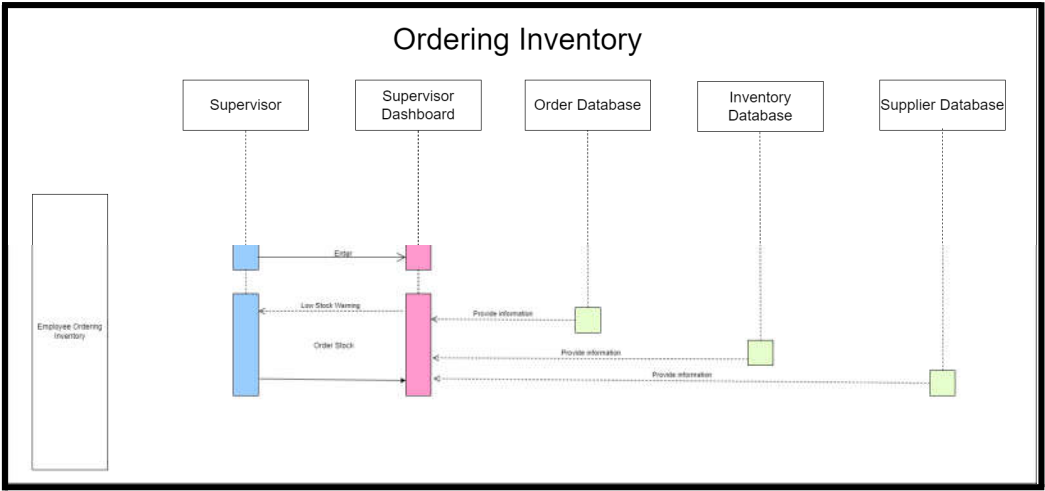 Ordering Inventory
Supervisor
Supervisor
Dashboard
Order Database
Inventory
Database
Supplier Database
Enter
Low Stock Warning
Provide information
Employee Ordering
Inventory
Order Stock
Provide information
Provide information